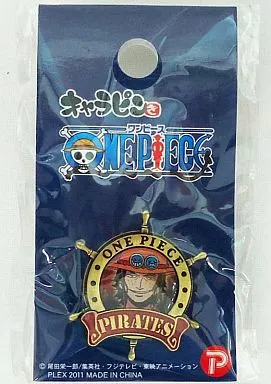 キャラピンズ
ワンピース
ONE PIECE
ONE PIECE
PIRATES
© 尾田栄一郎/集英社・フジテレビ・東映アニメーション
PLEX 2011 MADE IN CHINA
P